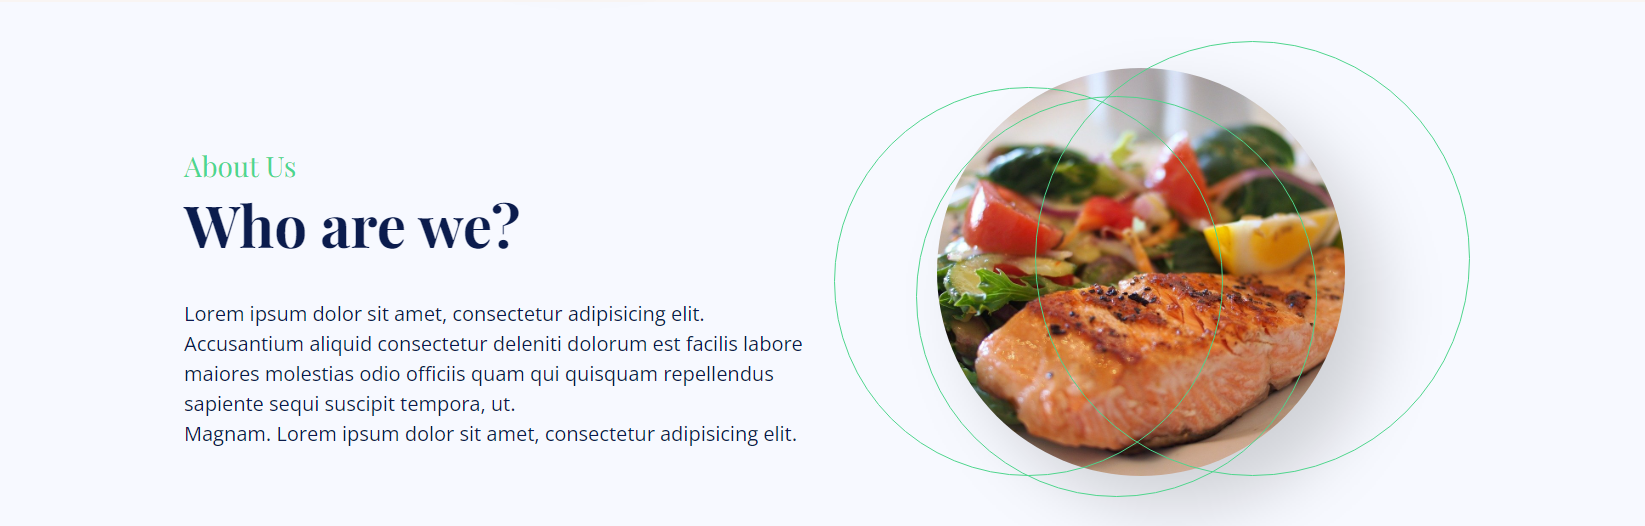 About Us
Who are we?
Lorem ipsum dolor sit amet, consectetur adipisicing elit.
Accusantium aliquid consectetur deleniti dolorum est facilis labore
maiores molestias odio officiis quam qui quisquam repellendus
sapiente sequi suscipit tempora, ut.
Magnam. Lorem ipsum dolor sit amet, consectetur adipisicing elit.